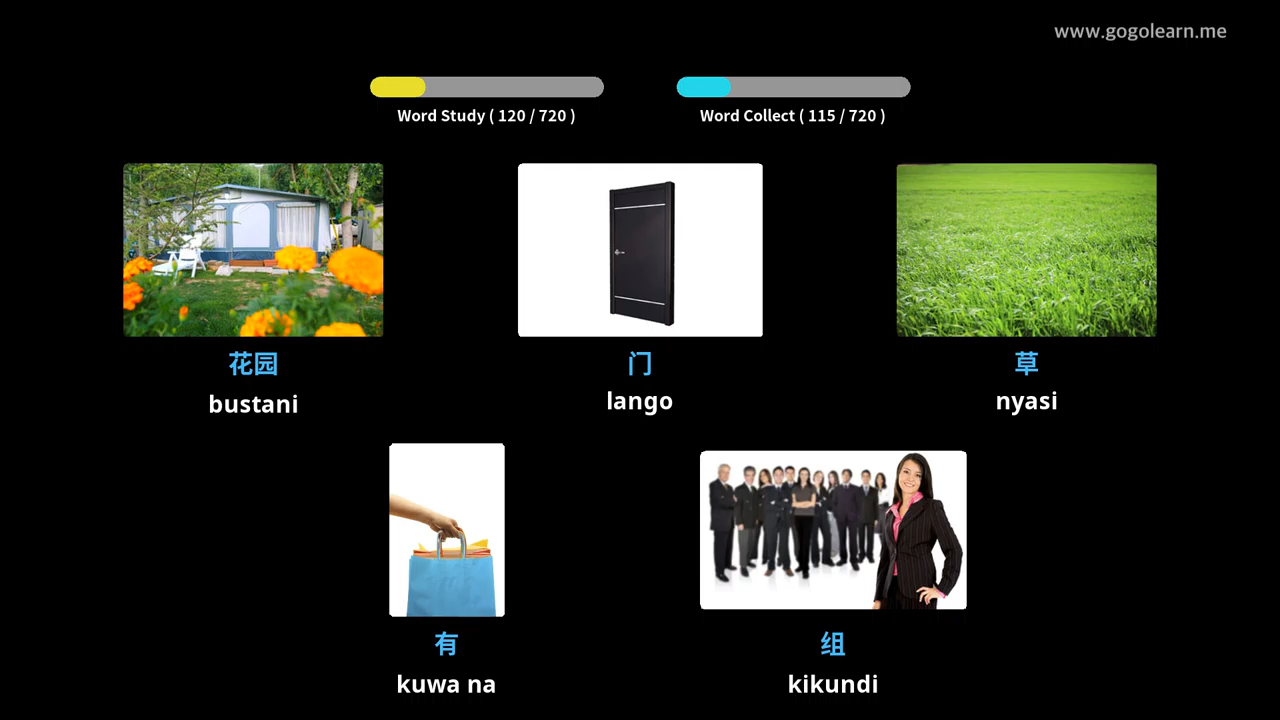 www.gogolearn.me
Word Study ( 120 / 720 )
Word Collect ( 115 / 720 )
花园
bustani
门
lango
草
nyasi
有
kuwa na
组
kikundi